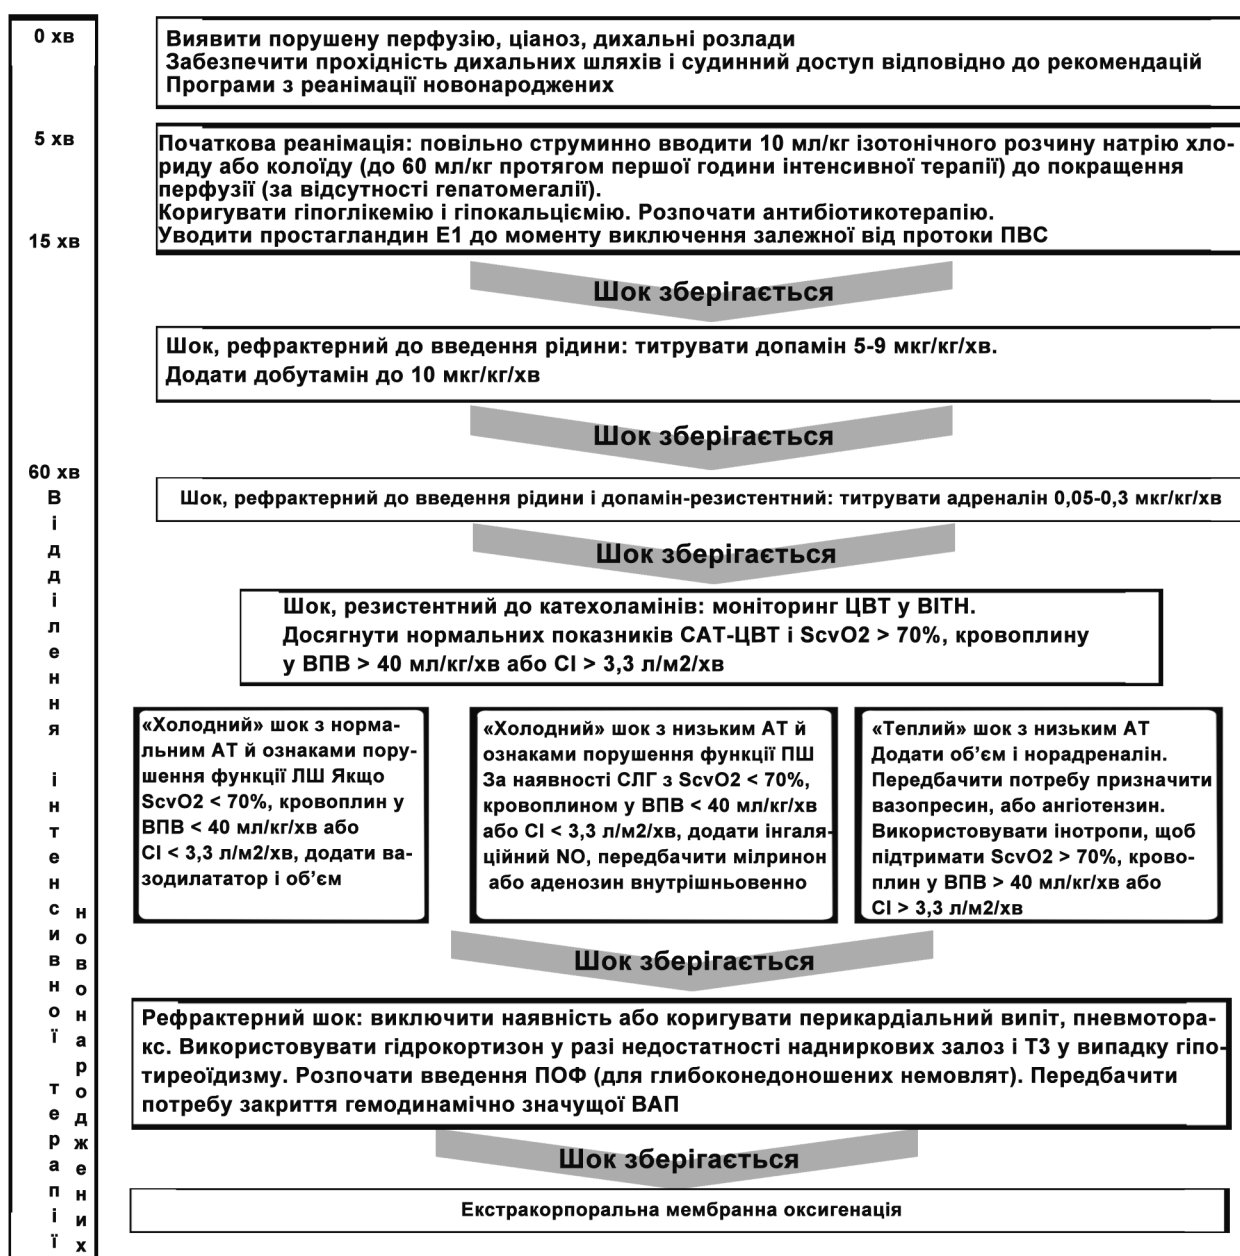 0 хв
Виявити порушену перфузію, ціаноз, дихальні розлади
Забезпечити прохідність дихальних шляхів і судинний доступ відповідно до рекомендацій
Програми з реанімації новонароджених
5 хв
Початкова реанімація: повільно струминно вводити 10 мл/кг ізотонічного розчину натрію хло-
риду або колоїду (до 60 мл/кг протягом першої години інтенсивної терапії) до покращення
перфузії (за відсутності гепатомегалії).
Коригувати гіпоглікемію і гіпокальціємію. Розпочати антибіотикотерапію.
15 хв
Уводити простагландин Е1 до моменту виключення залежної від протоки ПВС
Шок зберігається
Шок, рефрактерний до введення рідини: титрувати допамін 5-9 мкг/кг/хв.
Додати добутамін до 10 мкг/кг/хв
Шок зберігається
60 хв
Відділення інтенсивної терапії
новонароджених
Шок, рефрактерний до введення рідини і допамін-резистентний: титрувати адреналін 0,05-0,3 мкг/кг/хв
Шок зберігається
Шок, резистентний до катехоламінів: моніторинг ЦВТ у ВІТН.
Досягнути нормальних показників САТ-ЦВТ і ScvO2 > 70%, кровоплину
у ВПВ > 40 мл/кг/хв або СІ > 3,3 л/м2/хв
«Холодний» шок з норма-
льним АТ й ознаками пору-
шення функції ЛШ Якщо
ScvO2 < 70%, кровоплин у
ВПВ < 40 мл/кг/хв або
СІ < 3,3 л/м2/хв, додати ва-
зодилататор і об’єм
«Холодний» шок з низьким АТ й
ознаками порушення функції ПШ
За наявності СЛГ з ScvO2 < 70%,
кровоплином у ВПВ < 40 мл/кг/хв
або СІ < 3,3 л/м2/хв, додати інгаля-
ційний NO, передбачити мілринон
або аденозин внутрішньовенно
«Теплий» шок з низьким АТ
Додати об’єм і норадреналін.
Передбачити потребу призначити
вазопресин, або ангіотензин.
Використовувати інотропи, щоб
підтримати ScvO2 > 70%, крово-
плин у ВПВ > 40 мл/кг/хв або
СІ > 3,3 л/м2/хв
Шок зберігається
Рефрактерний шок: виключити наявність або коригувати перикардіальний випіт, пневмотора-
кс. Використовувати гідрокортизон у разі недостатності надниркових залоз і Т3 у випадку гіпо-
тиреоїдизму. Розпочати введення ПОФ (для глибоконедоношених немовлят). Передбачити
потребу закриття гемодинамічно значущої ВАП
Шок зберігається
Екстракорпоральна мембранна оксигенація